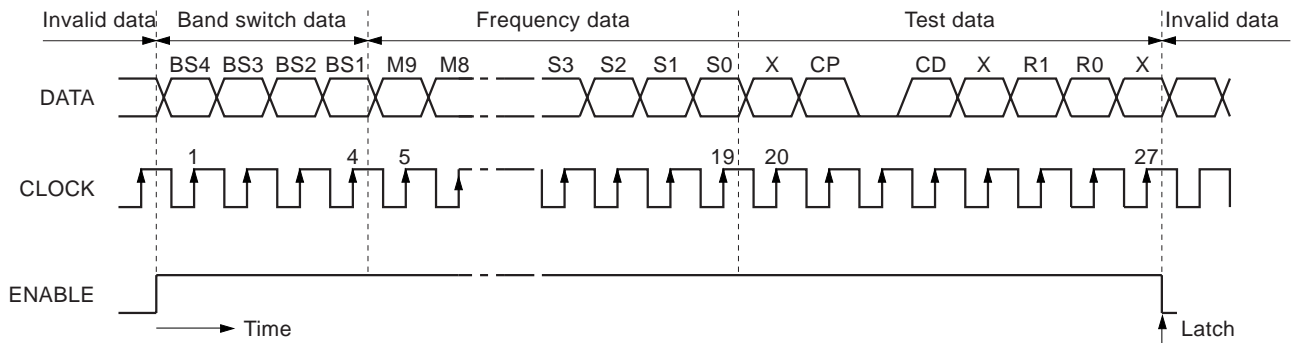 Invalid data Band switch data Frequency data Test data Invalid data
BS4 BS3 BS2 BS1 M9 M8 S3 S2 S1 S0 X CP CD X R1 R0 X
DATA
1 4 5 19 20 27
CLOCK
ENABLE
Time Latch